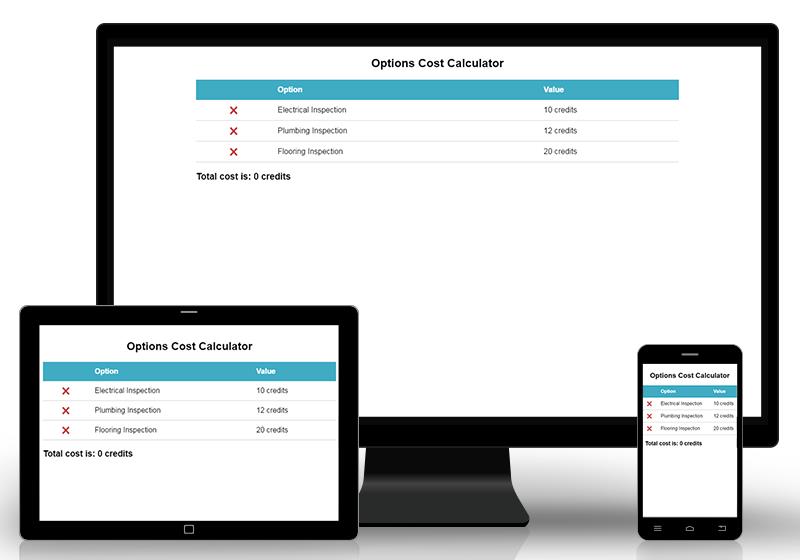 Options Cost Calculator
Option Value
Electrical Inspection 10 credits
Plumbing Inspection 12 credits
Flooring Inspection 20 credits
Total cost is: 0 credits
Options Cost Calculator
Option Value
Electrical Inspection 10 credits
Plumbing Inspection 12 credits
Flooring Inspection 20 credits
Total cost is: 0 credits
Options Cost Calculator
Option Value
Electrical Inspection 10 credits
Plumbing Inspection 12 credits
Flooring Inspection 20 credits
Total cost is: 0 credits